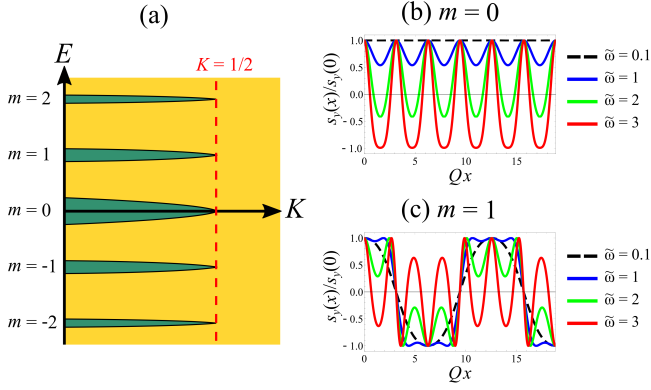 (a)
E
K = 1/2
m = 2
m = 1
m = 0
K
m = -1
m = -2
(b) m = 0
s_y(x)/s_y(0)
1.0
0.5
0.0
- 0.5
- 1.0
0
5
10
15
Qx
ω̃ = 0.1
ω̃ = 1
ω̃ = 2
ω̃ = 3
(c) m = 1
s_y(x)/s_y(0)
1.0
0.5
0.0
- 0.5
- 1.0
0
5
10
15
Qx
ω̃ = 0.1
ω̃ = 1
ω̃ = 2
ω̃ = 3